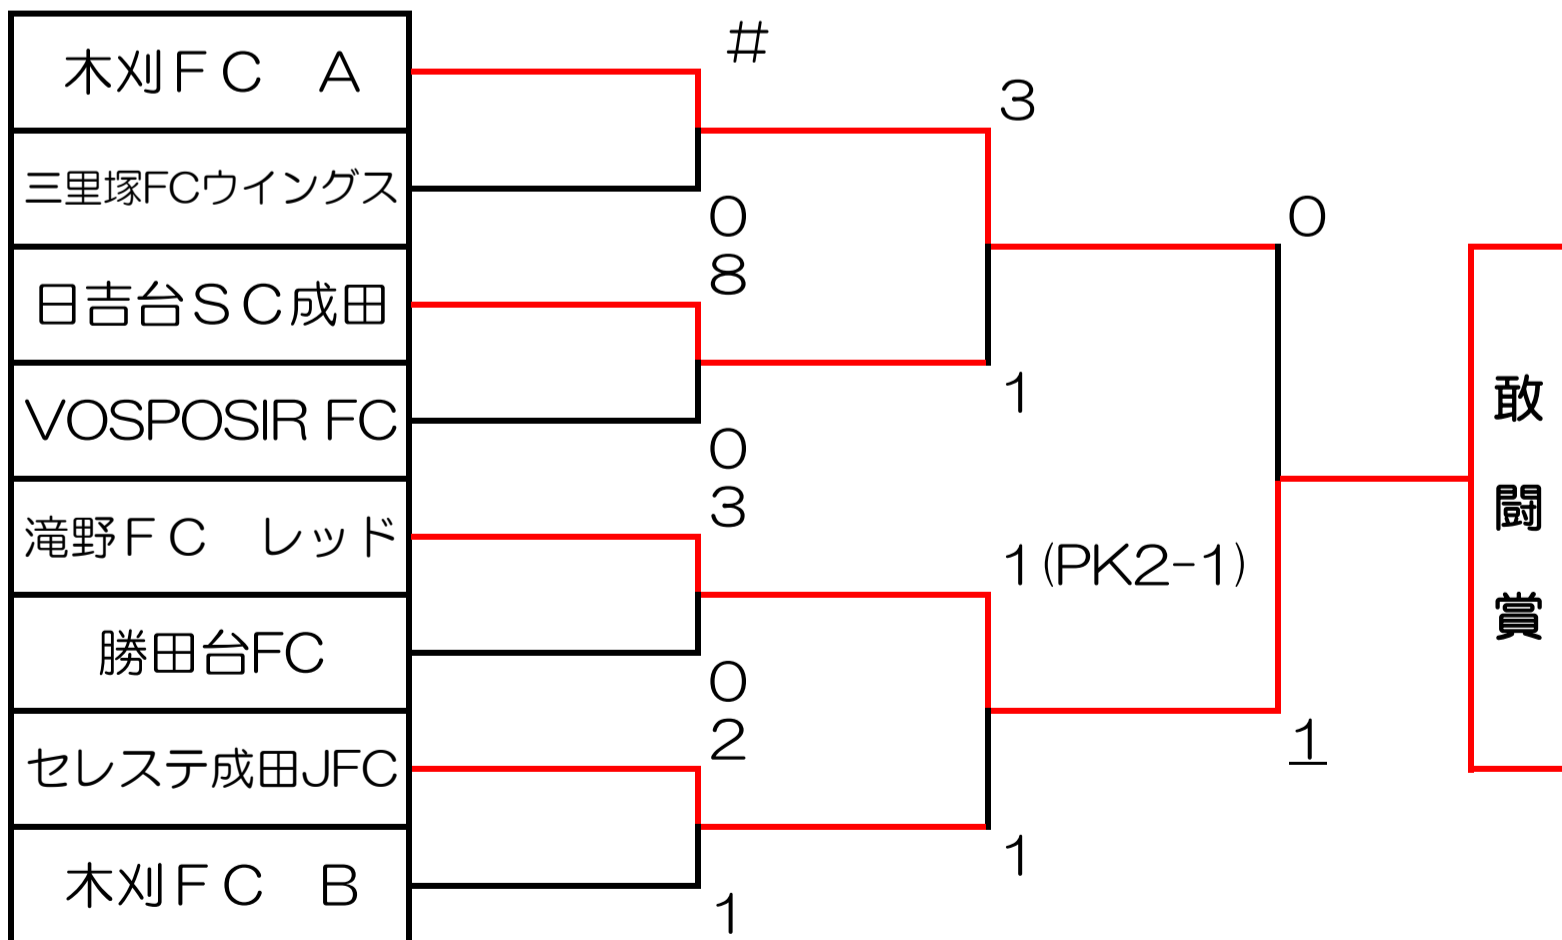 木刈ＦＣ　Ａ
#
3
三里塚FCウイングス
0
0
日吉台ＳＣ成田
8
VOSPOSIR FC
1
敢闘賞
0
滝野ＦＣ　レッド
3
1(PK2-1)
勝田台FC
0
セレステ成田JFC
2
1
木刈ＦＣ　Ｂ
1
1